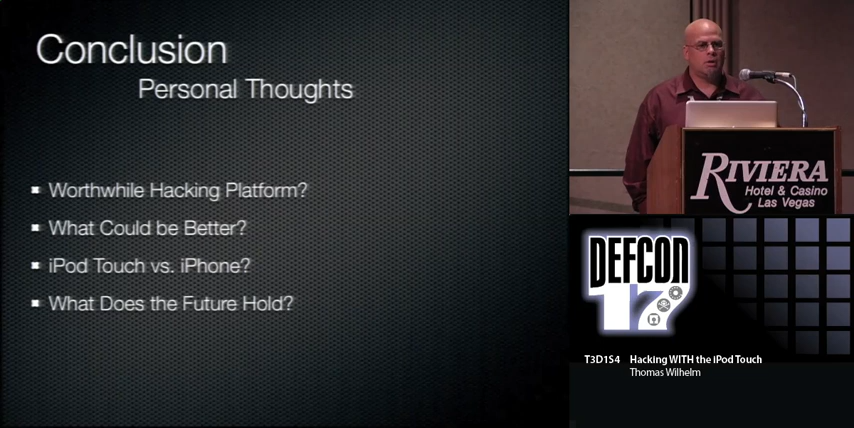 Conclusion
Personal Thoughts
Worthwhile Hacking Platform?
What Could be Better?
iPod Touch vs. iPhone?
What Does the Future Hold?
RIVIERA
Hotel & Casino
Las Vegas
DEFCON
17
T3D1S4 Hacking WITH the iPod Touch
Thomas Wilhelm